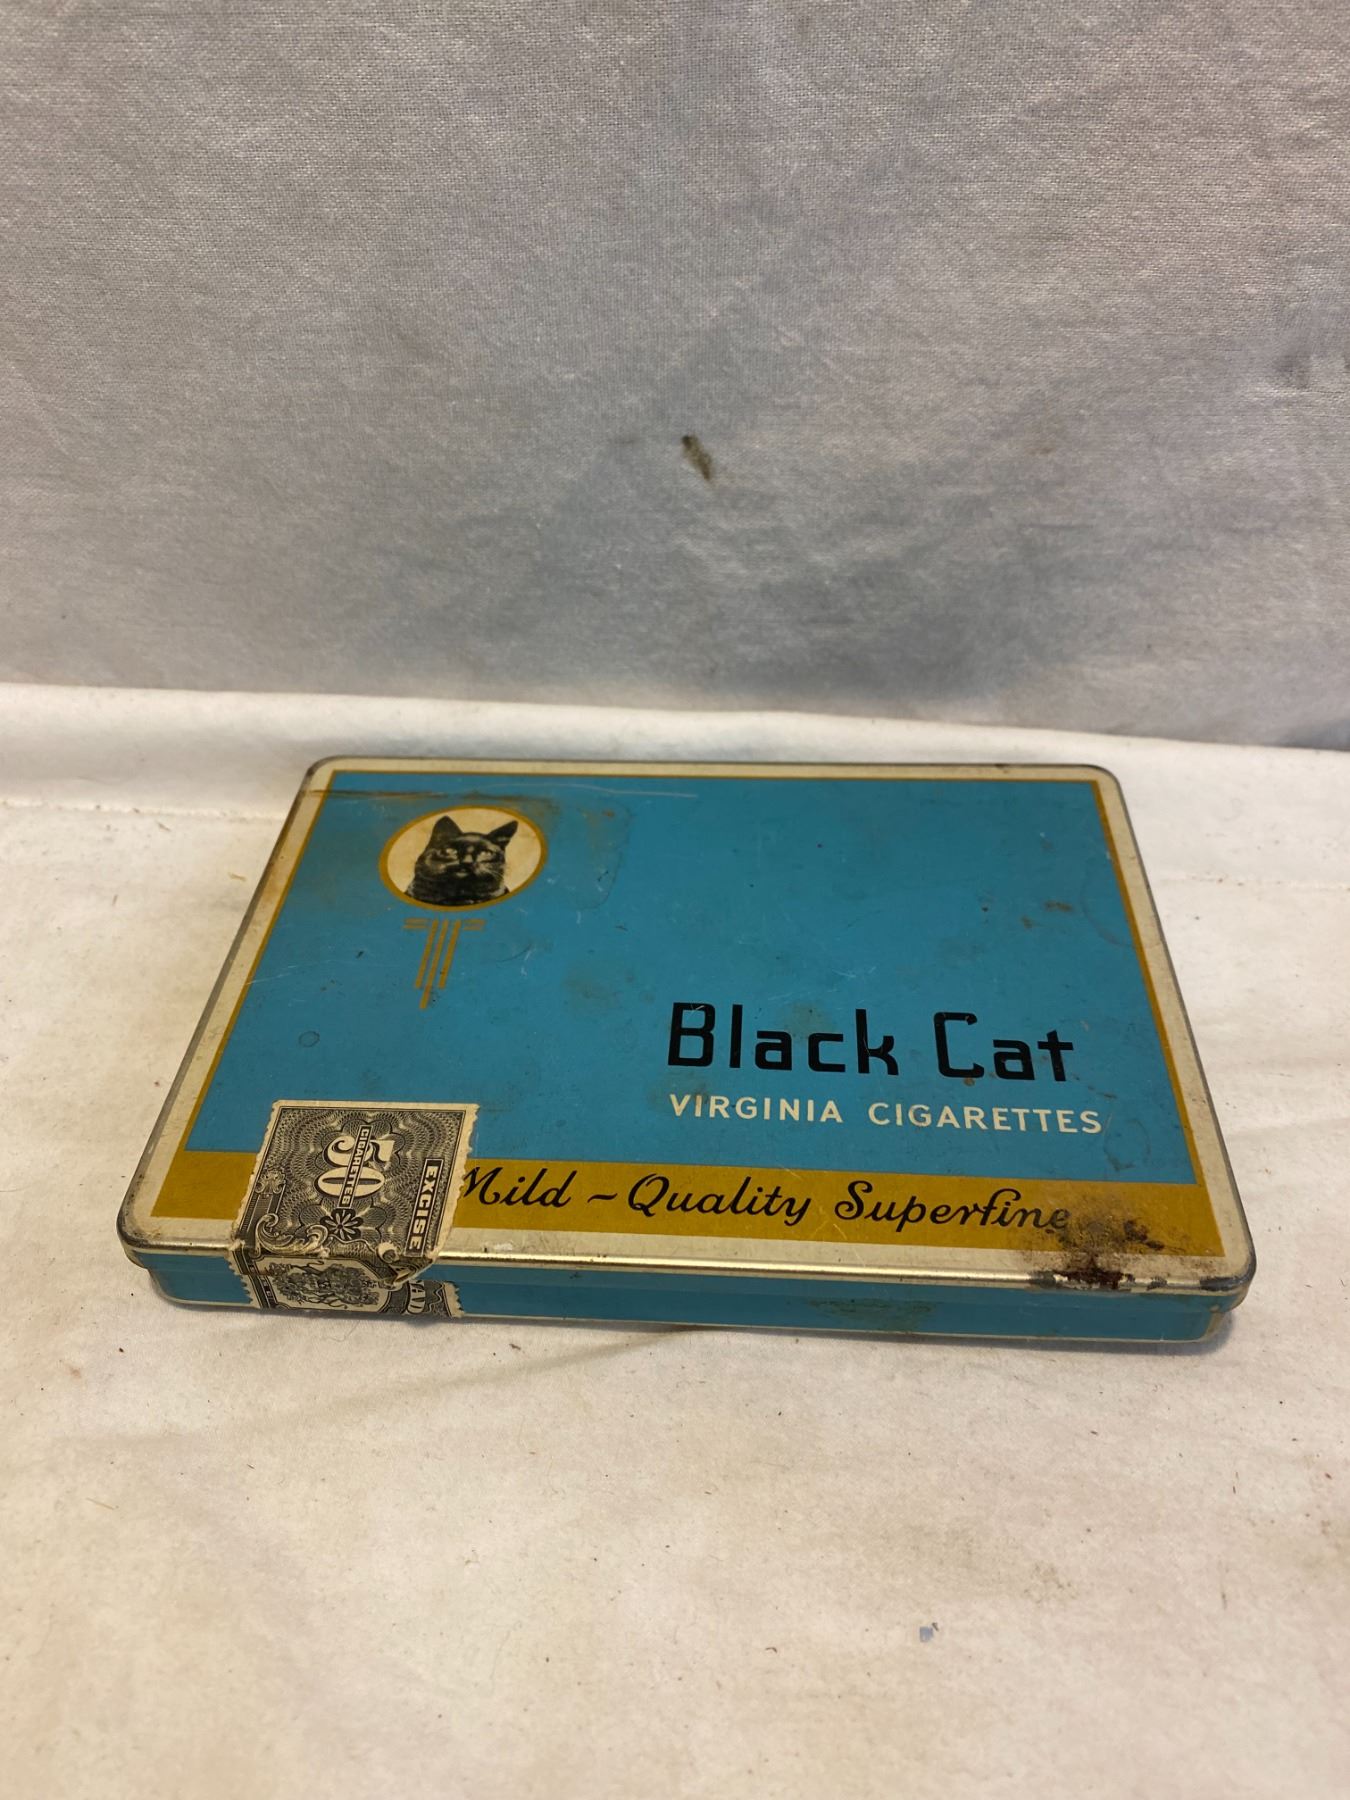 Black Cat
VIRGINIA CIGARETTES
Mild ~ Quality Superfine
50
CIGARETTES
EXCISE